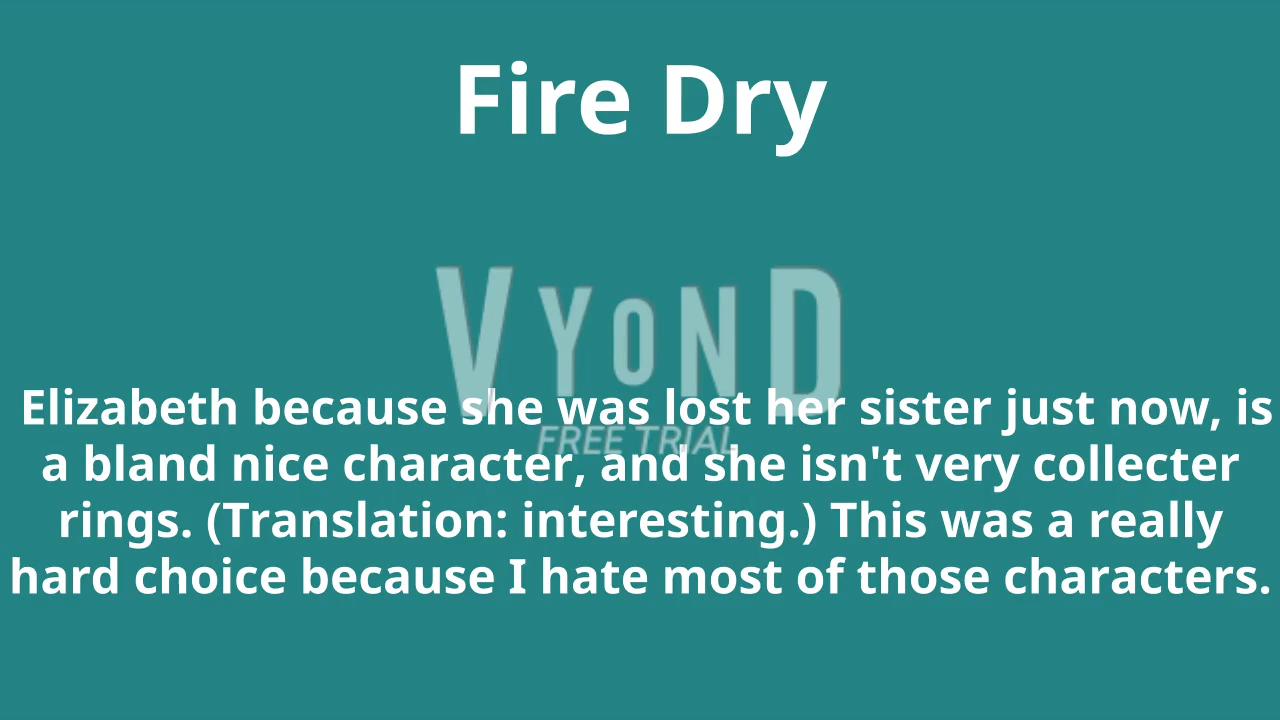 Fire Dry
VYOND
FREE TRIAL
Elizabeth because she was lost her sister just now, is
a bland nice character, and she isn't very collecter
rings. (Translation: interesting.) This was a really
hard choice because I hate most of those characters.